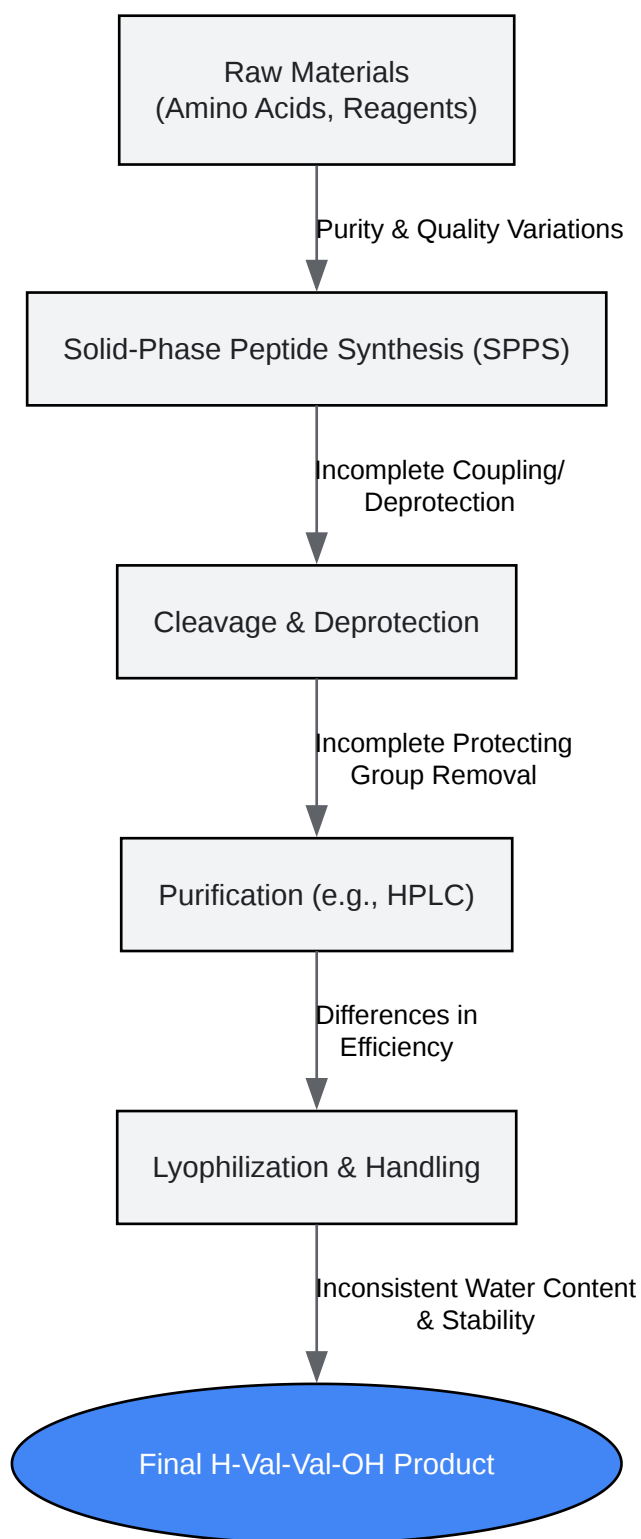 Raw Materials
(Amino Acids, Reagents)
Purity & Quality Variations
Solid-Phase Peptide Synthesis (SPPS)
Incomplete Coupling/
Deprotection
Cleavage & Deprotection
Incomplete Protecting
Group Removal
Purification (e.g., HPLC)
Differences in
Efficiency
Lyophilization & Handling
Inconsistent Water Content
& Stability
Final H-Val-Val-OH Product